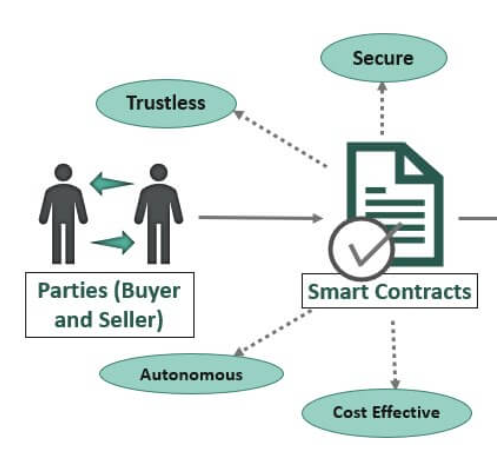 Secure
Trustless
Parties (Buyer
and Seller)
Smart Contracts
Autonomous
Cost Effective